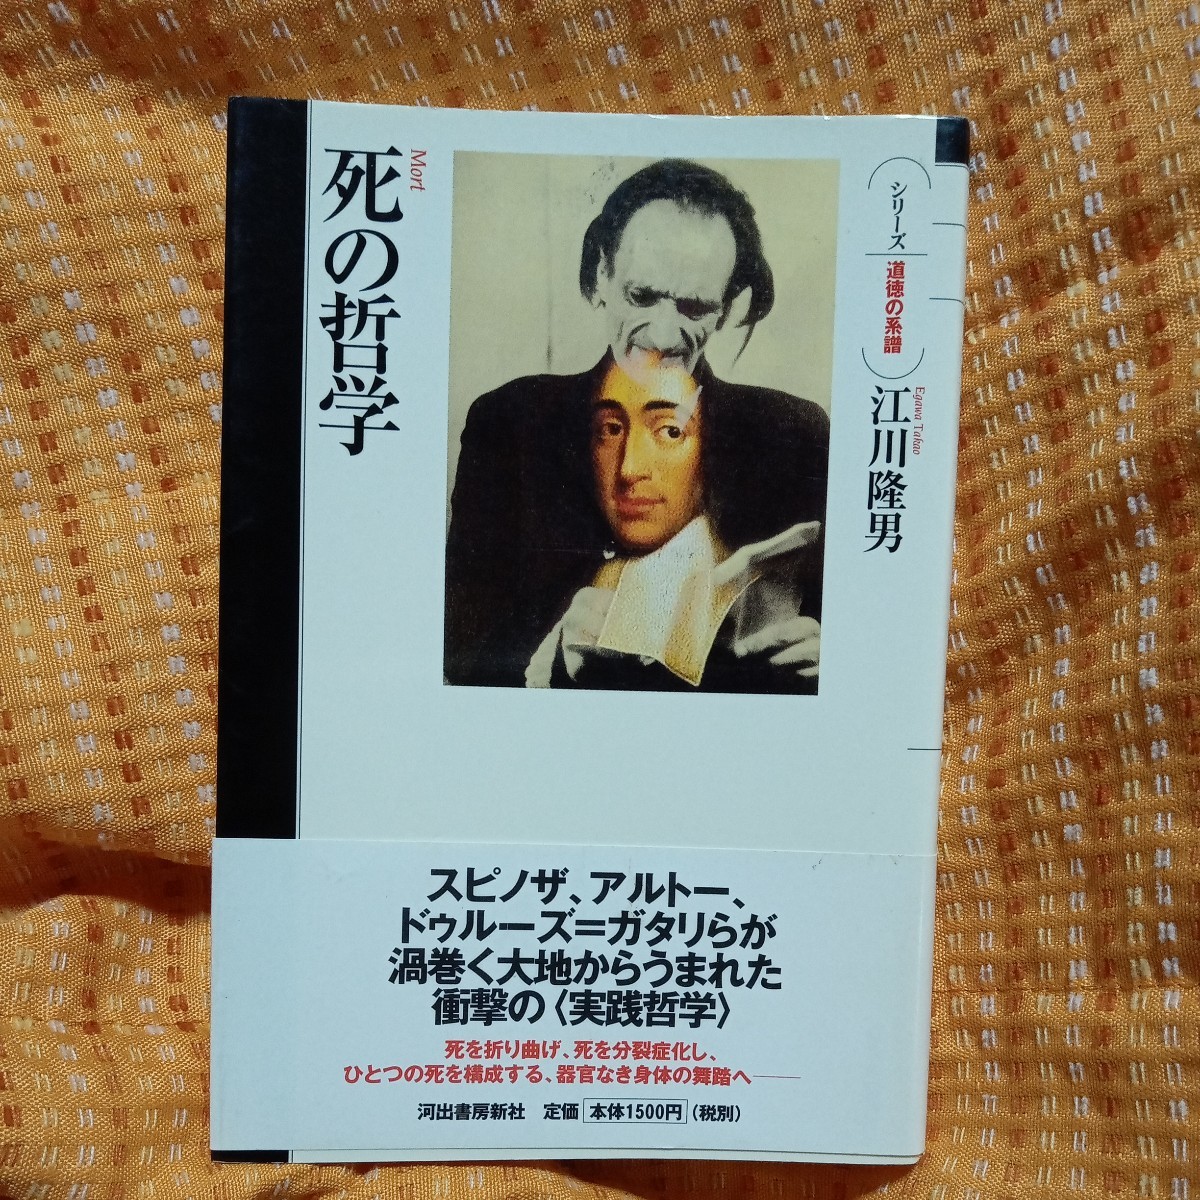 シリーズ
道徳の系譜
江川隆男
Egawa Takao
死の哲学
Mort
スピノザ、アルトー、
ドゥルーズ=ガタリらが
渦巻く大地からうまれた
衝撃の〈実践哲学〉
死を折り曲げ、死を分裂症化し、
ひとつの死を構成する、器官なき身体の舞踏へ――
河出書房新社 定価 本体1500円 (税別)